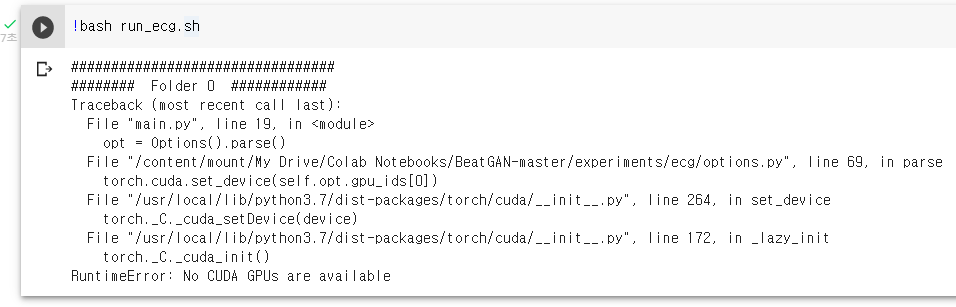 !bash run_ecg.sh
7초
#################################
######## Folder 0 ############
Traceback (most recent call last):
File "main.py", line 19, in <module>
opt = Options().parse()
File "/content/mount/My Drive/Colab Notebooks/BeatGAN-master/experiments/ecg/options.py", line 69, in parse
torch.cuda.set_device(self.opt.gpu_ids[0])
File "/usr/local/lib/python3.7/dist-packages/torch/cuda/__init__.py", line 264, in set_device
torch._C._cuda_setDevice(device)
File "/usr/local/lib/python3.7/dist-packages/torch/cuda/__init__.py", line 172, in _lazy_init
torch._C._cuda_init()
RuntimeError: No CUDA GPUs are available